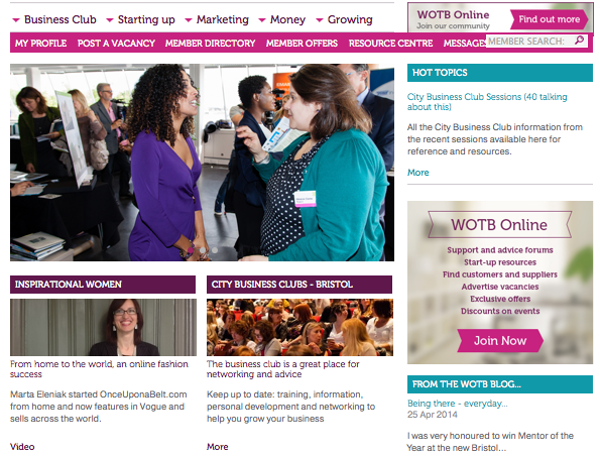 Business Club
Starting up
Marketing
Money
Growing
WOTB Online
Join our community
Find out more
MY PROFILE
POST A VACANCY
MEMBER DIRECTORY
MEMBER OFFERS
RESOURCE CENTRE
MESSAGES
MEMBER SEARCH:
HOT TOPICS
City Business Club Sessions (40 talking
about this)
All the City Business Club information from
the recent sessions available here for
reference and resources.
More
WOTB Online
Support and advice forums
Start-up resources
Find customers and suppliers
Advertise vacancies
Exclusive offers
Discounts on events
Join Now
INSPIRATIONAL WOMEN
From home to the world, an online fashion
success
Marta Eleniak started OnceUponaBelt.com
from home and now features in Vogue and
sells across the world.
Video
CITY BUSINESS CLUBS - BRISTOL
The business club is a great place for
networking and advice
Keep up to date: training, information,
personal development and networking to
help you grow your business
More
FROM THE WOTB BLOG...
Being there - everyday...
25 Apr 2014
I was very honoured to win Mentor of the
Year at the new Bristol...